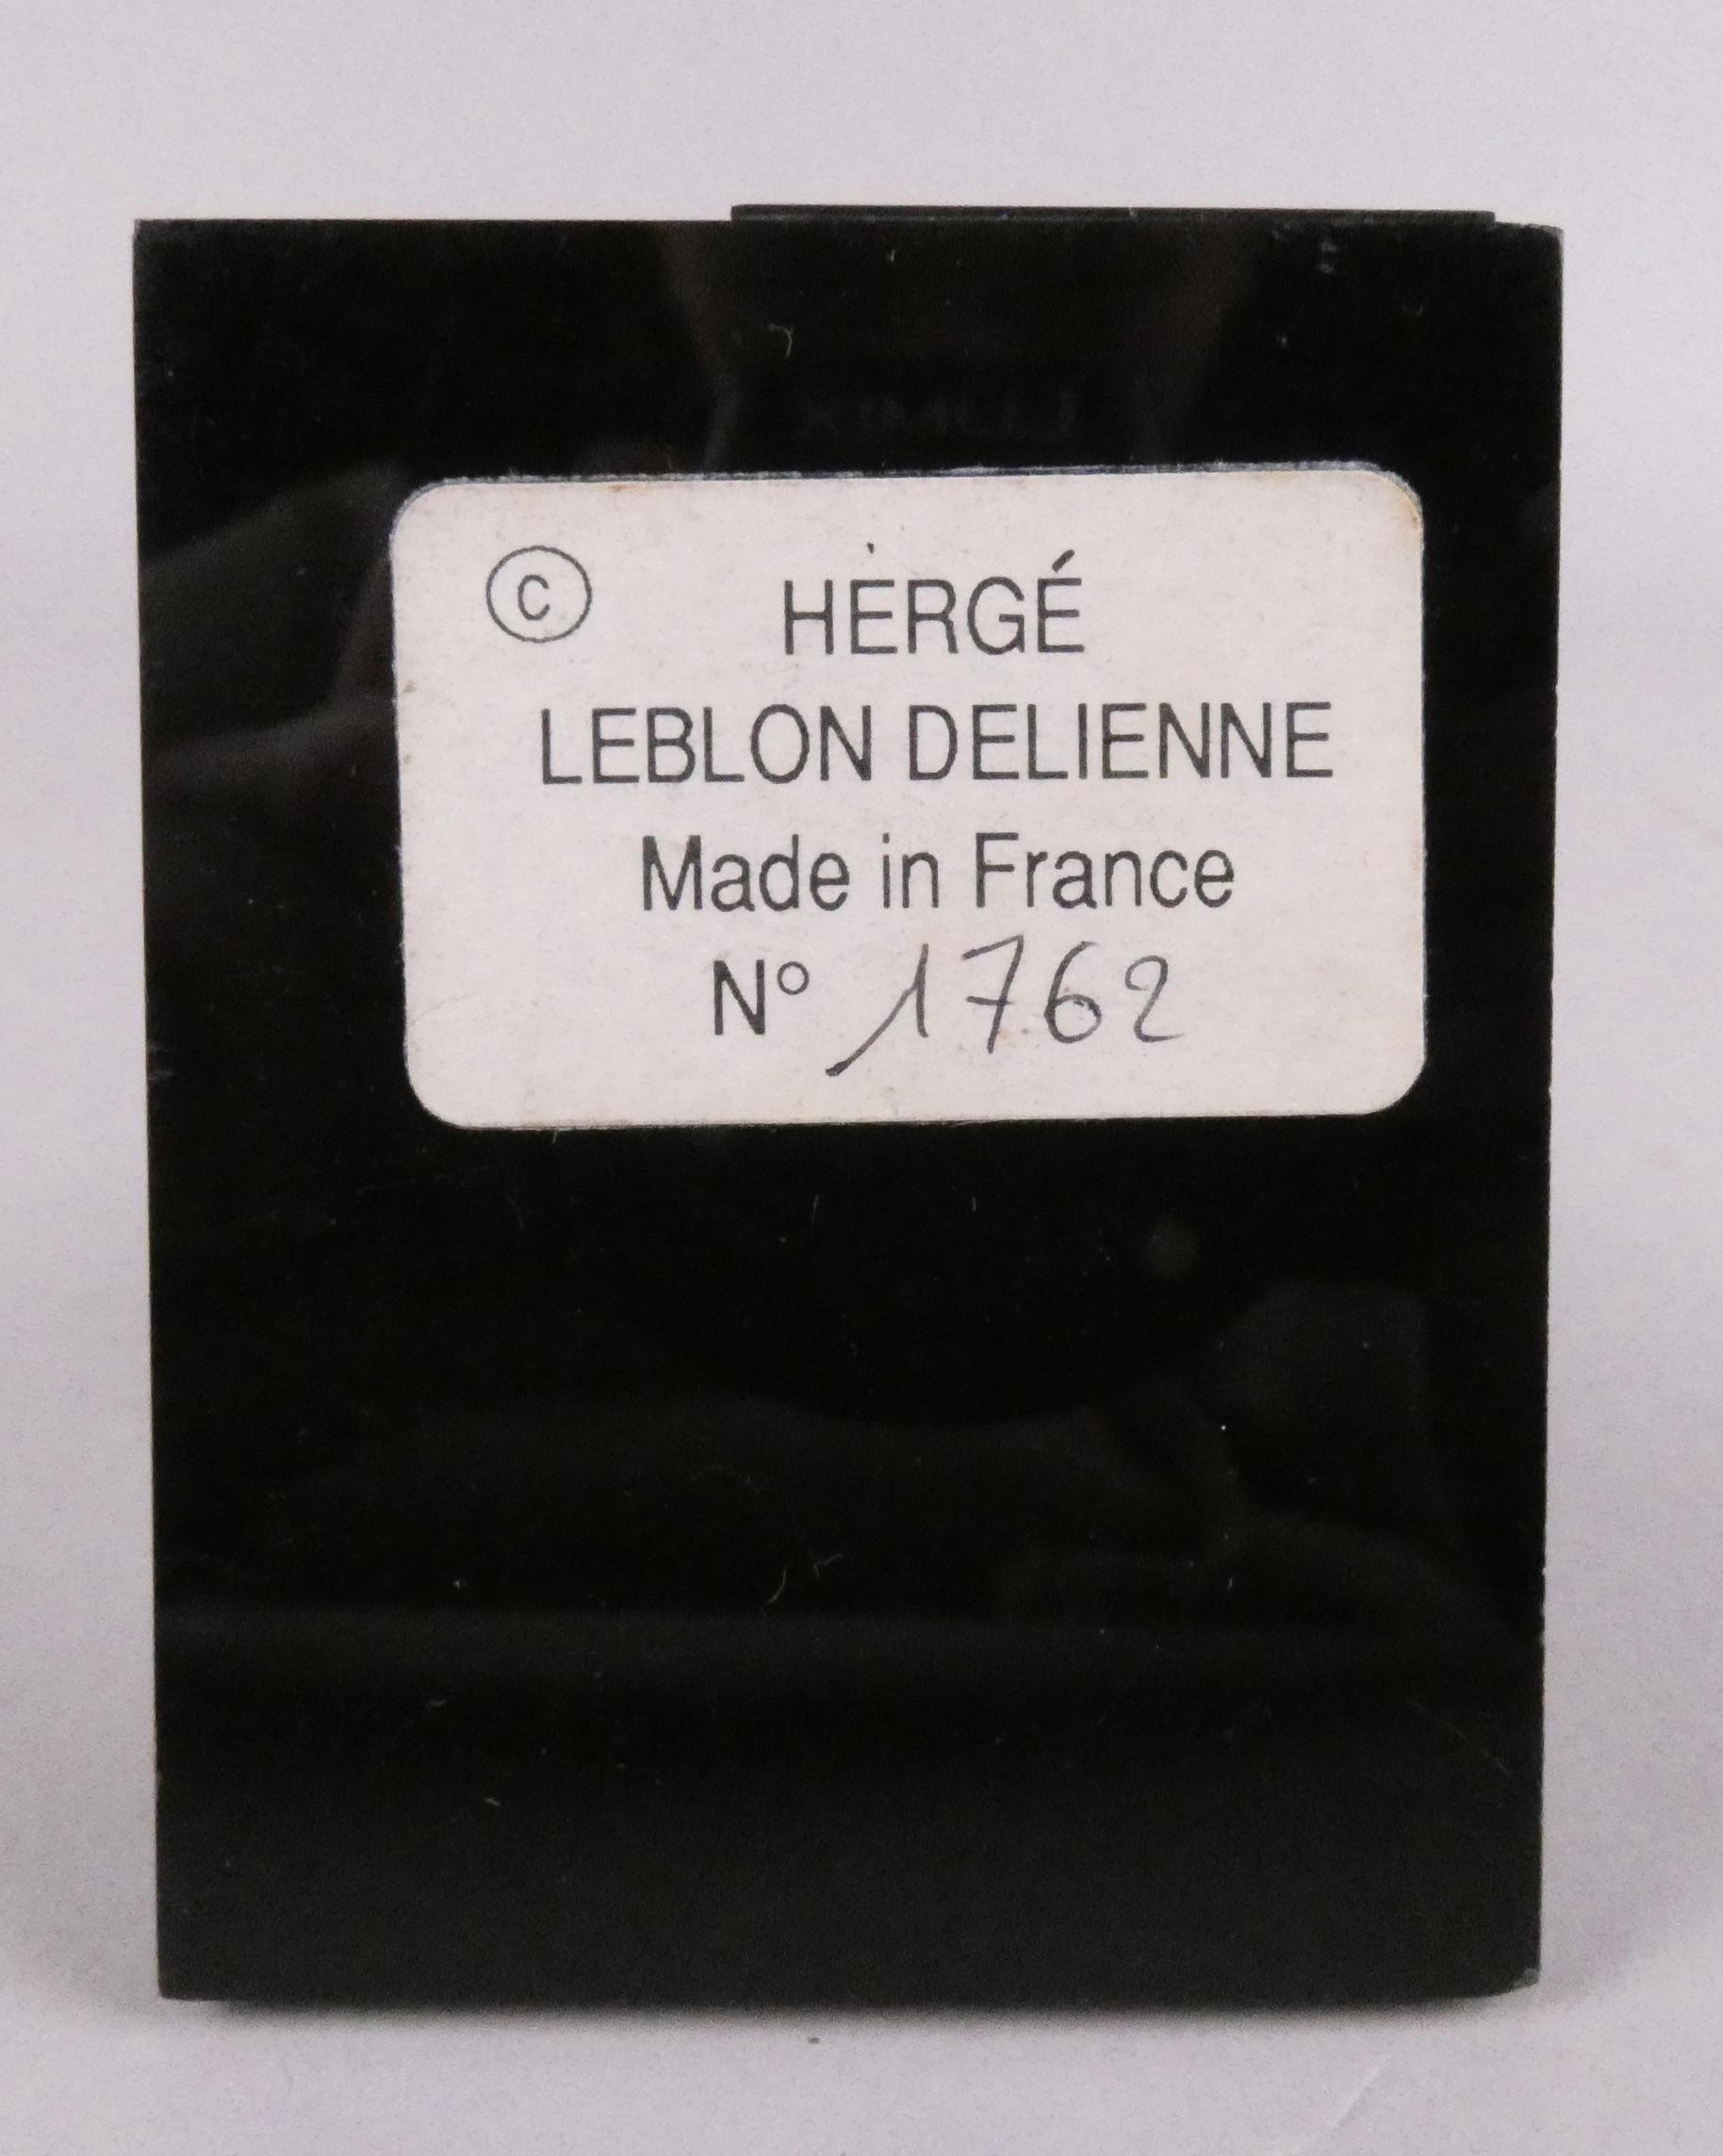 © HERGÉ
LEBLON DELIENNE
Made in France
N° 1762